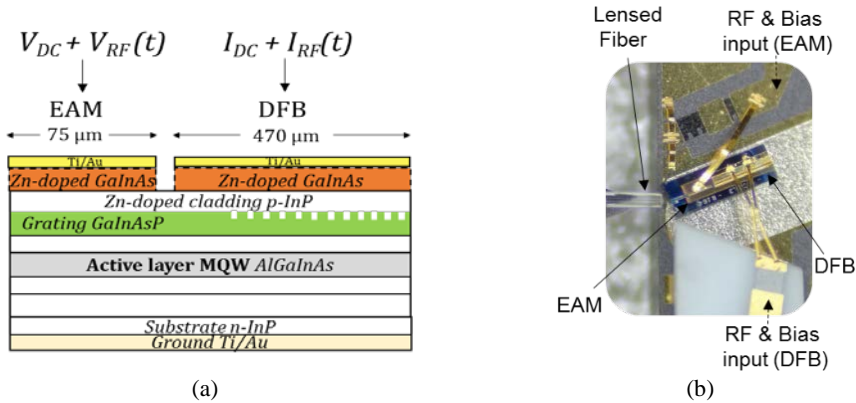 V_DC + V_RF(t)
I_DC + I_RF(t)
EAM
DFB
75 μm
470 μm
Ti/Au
Ti/Au
Zn-doped GaInAs
Zn-doped GaInAs
Zn-doped cladding p-InP
Grating GaInAsP
Active layer MQW AlGaInAs
Substrate n-InP
Ground Ti/Au
(a)
Lensed
Fiber
RF & Bias
input (EAM)
EAM
DFB
RF & Bias
input (DFB)
(b)